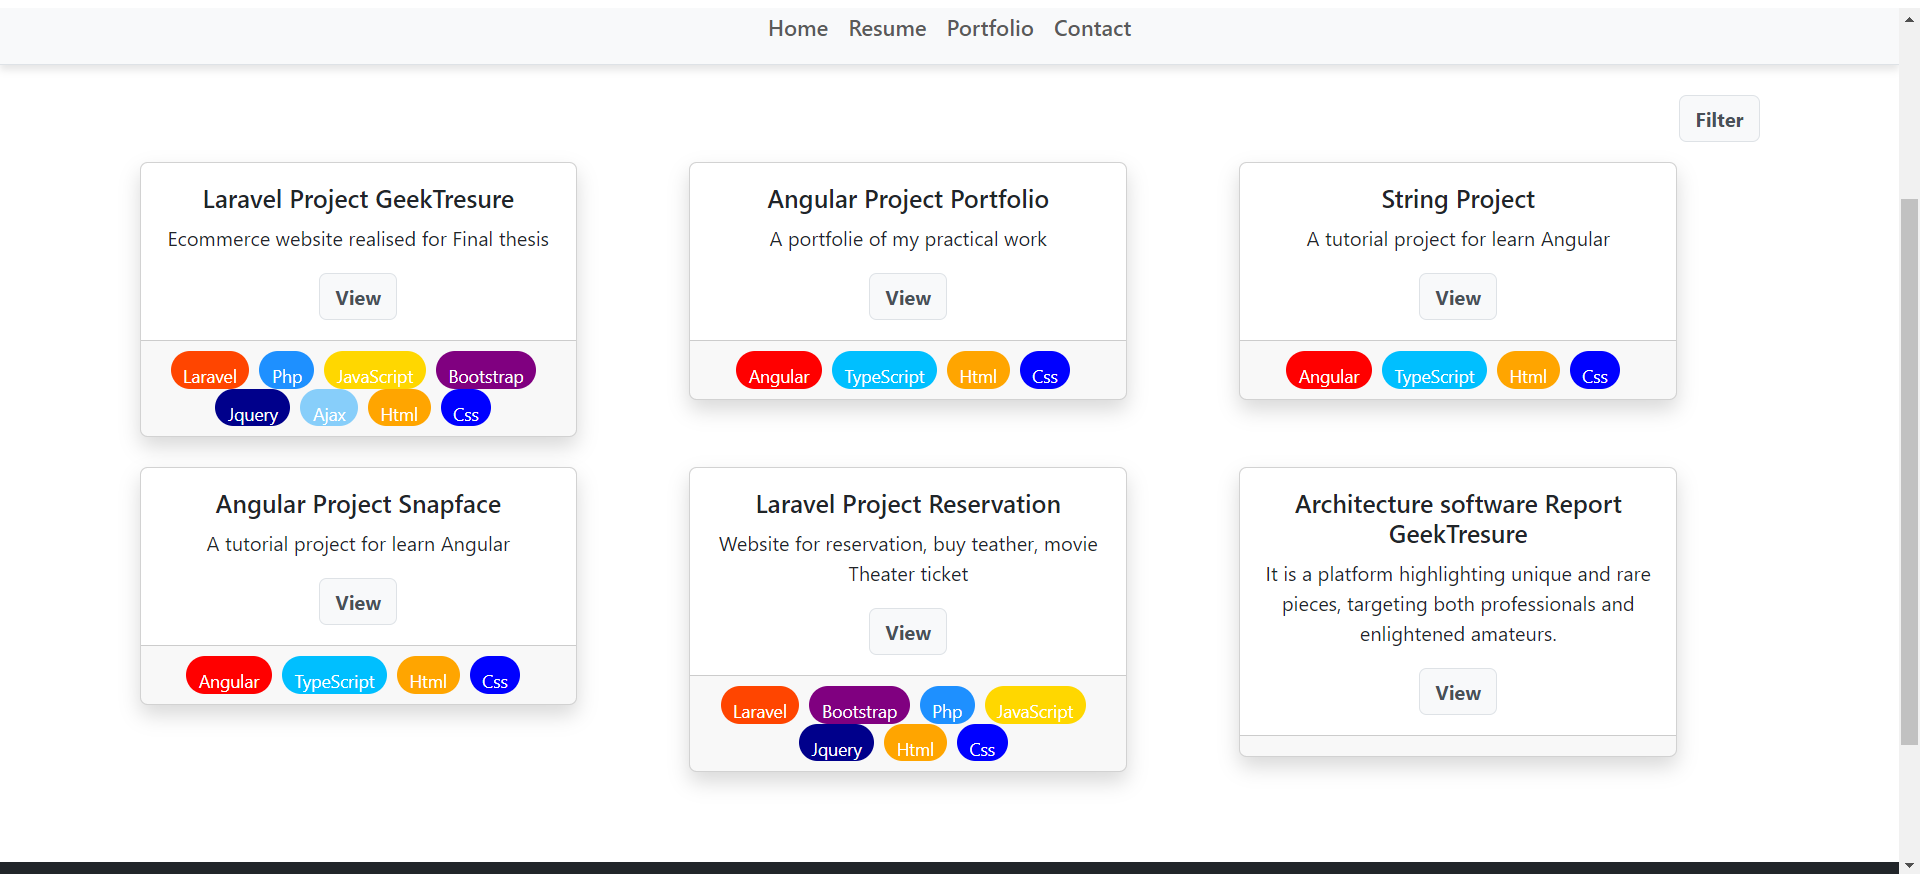 Home Resume Portfolio Contact
Filter
Laravel Project GeekTresure
Ecommerce website realised for Final thesis
View
Laravel Php JavaScript Bootstrap
Jquery Ajax Html Css
Angular Project Portfolio
A portfolie of my practical work
View
Angular TypeScript Html Css
String Project
A tutorial project for learn Angular
View
Angular TypeScript Html Css
Angular Project Snapface
A tutorial project for learn Angular
View
Angular TypeScript Html Css
Laravel Project Reservation
Website for reservation, buy teather, movie
Theater ticket
View
Laravel Bootstrap Php JavaScript
Jquery Html Css
Architecture software Report
GeekTresure
It is a platform highlighting unique and rare
pieces, targeting both professionals and
enlightened amateurs.
View